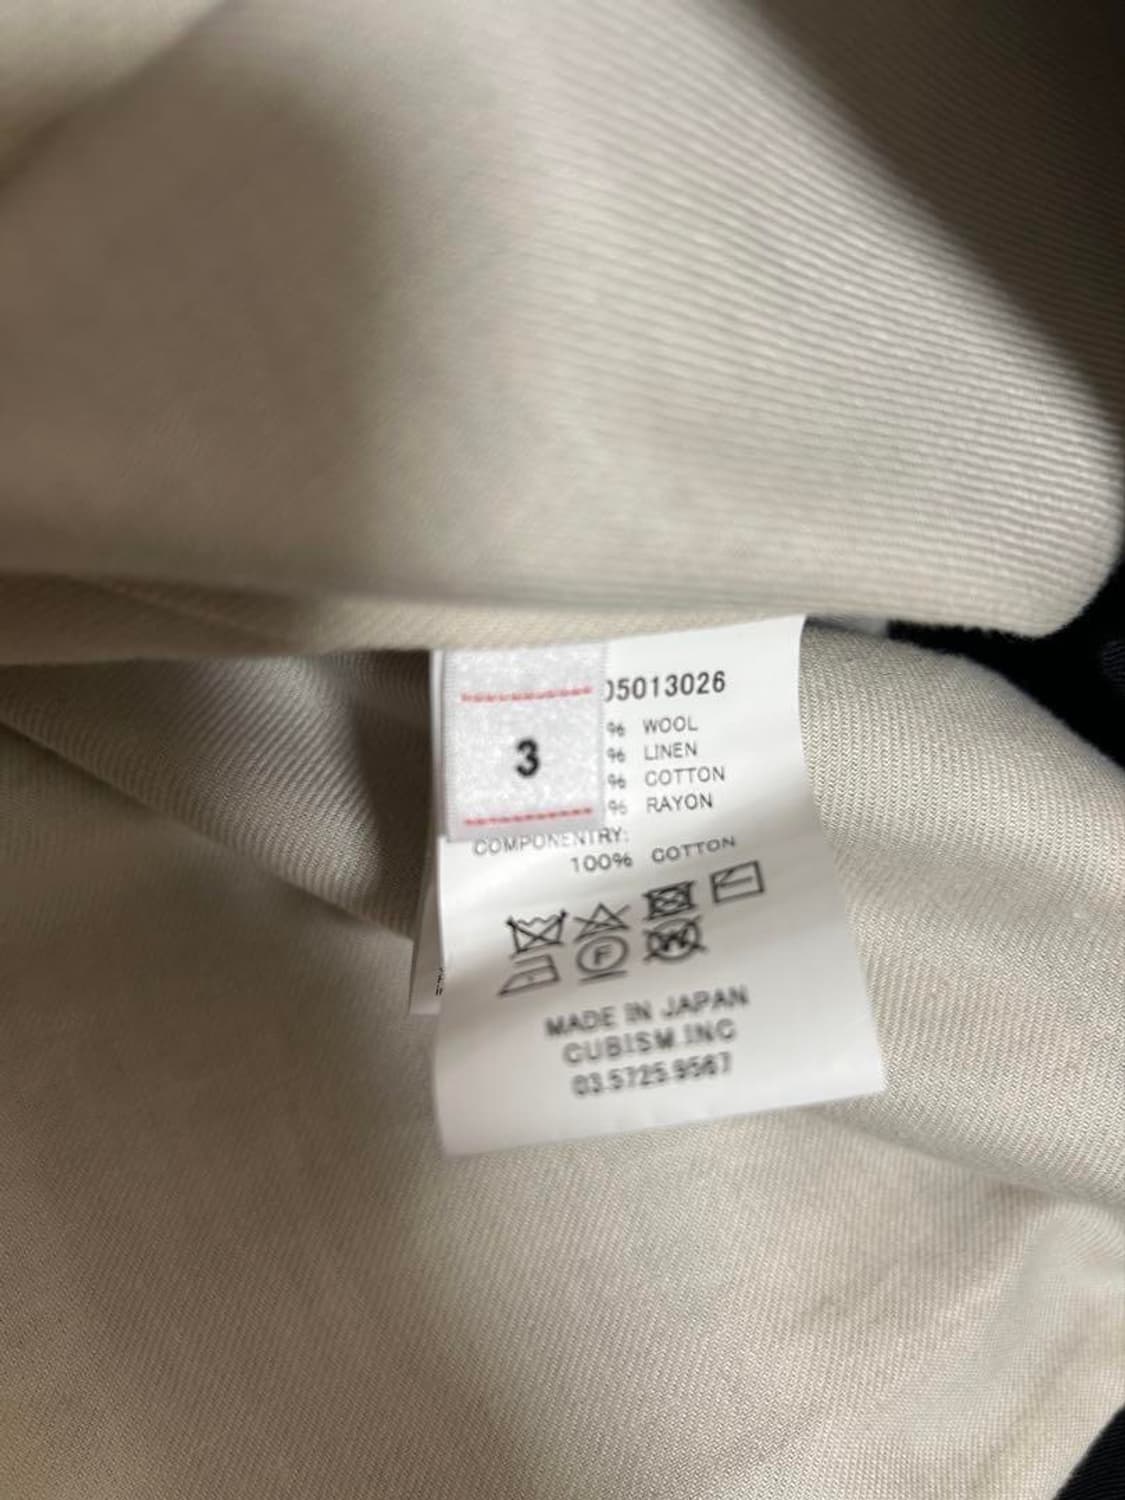 05013026
3
% WOOL
% LINEN
% COTTON
% RAYON
COMPONENTRY:
100% COTTON
F
W
MADE IN JAPAN
CUBISM.INC
03.5725.9567